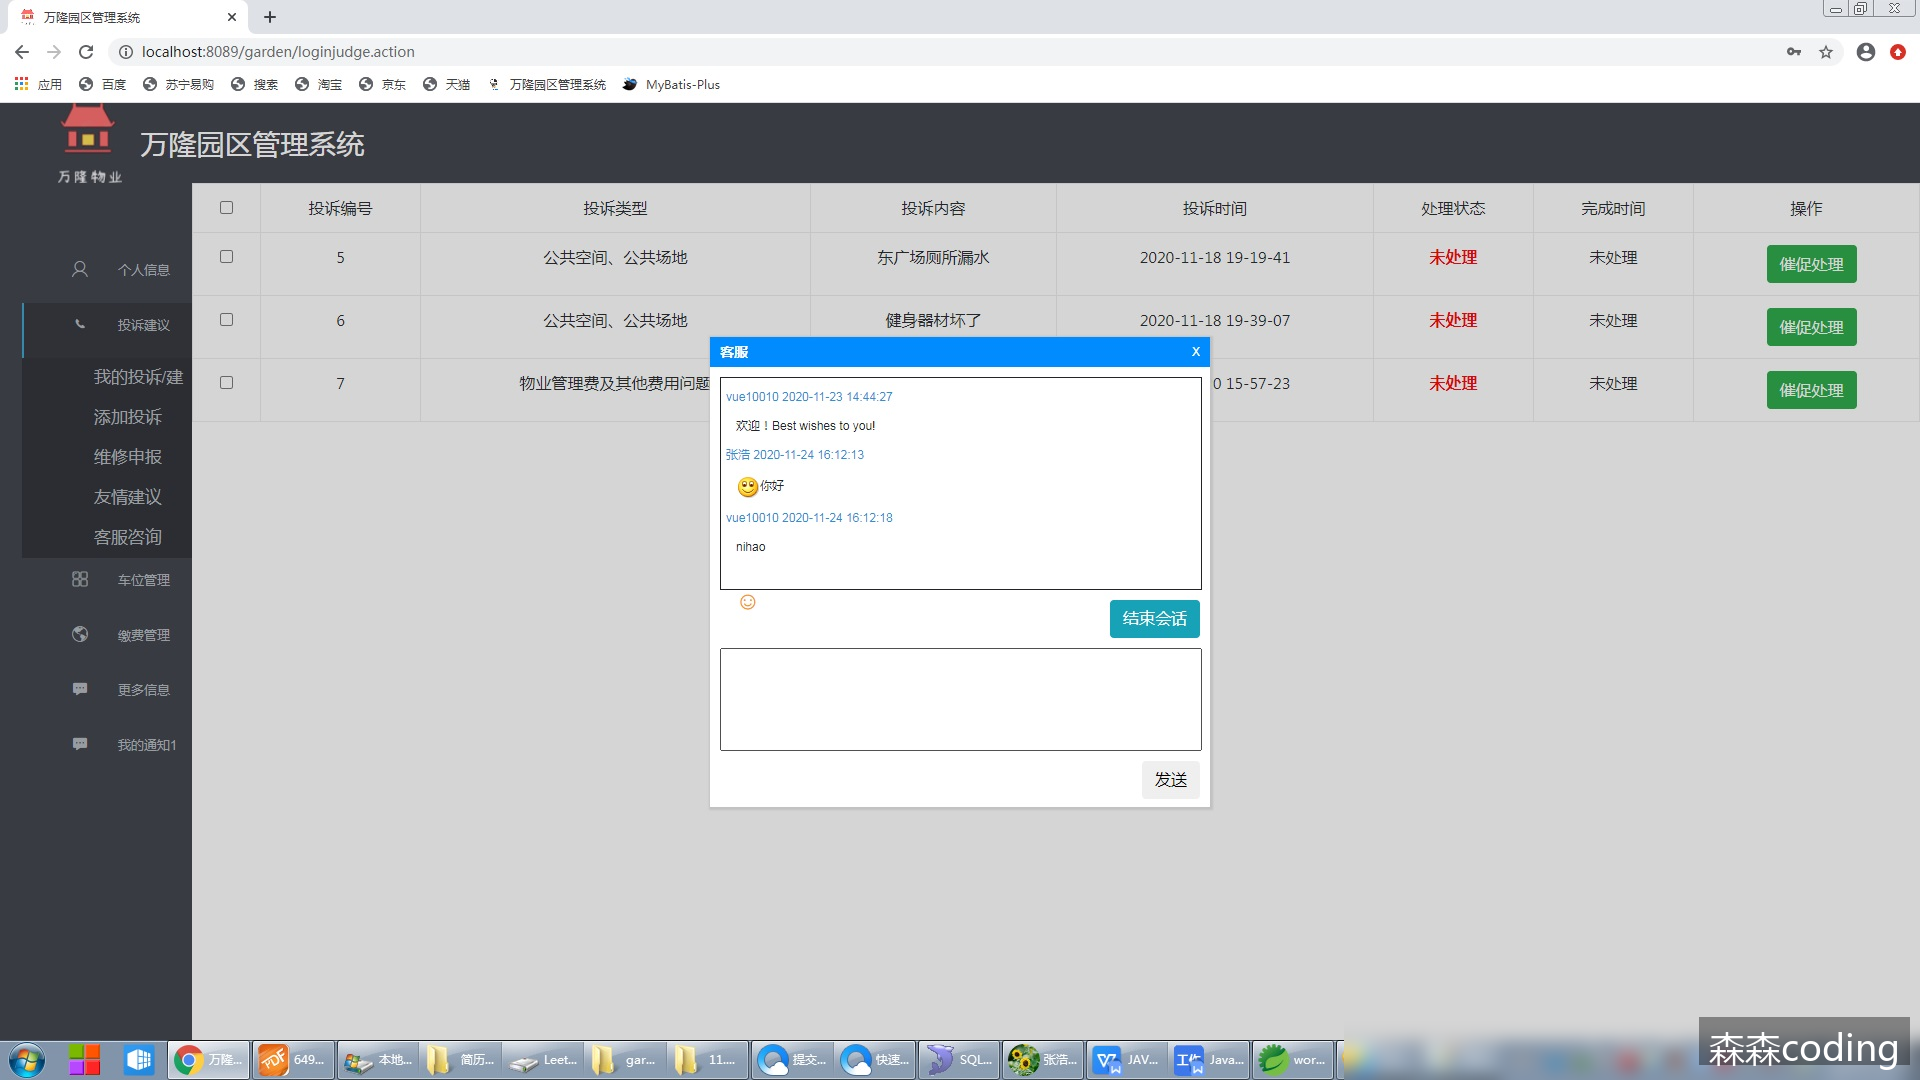 万隆园区管理系统
localhost:8089/garden/loginjudge.action
应用 百度 苏宁易购 搜索 淘宝 京东 天猫 万隆园区管理系统 MyBatis-Plus
万隆园区管理系统
万隆物业
投诉编号 投诉类型 投诉内容 投诉时间 处理状态 完成时间 操作
5 公共空间、公共场地 东广场厕所漏水 2020-11-18 19-19-41 未处理 未处理 催促处理
6 公共空间、公共场地 健身器材坏了 2020-11-18 19-39-07 未处理 未处理 催促处理
7 物业管理费及其他费用问题 0 15-57-23 未处理 未处理 催促处理
个人信息
投诉建议
我的投诉/建
添加投诉
维修申报
友情建议
客服咨询
车位管理
缴费管理
更多信息
我的通知1
客服 X
vue10010 2020-11-23 14:44:27
欢迎！Best wishes to you!
张浩 2020-11-24 16:12:13
你好
vue10010 2020-11-24 16:12:18
nihao
结束会话
发送
万隆... 649... 本地... 简历... Leet... gar... 11.... 提交... 快速... SQL... 张浩... JAV... Java... wor...
森森coding